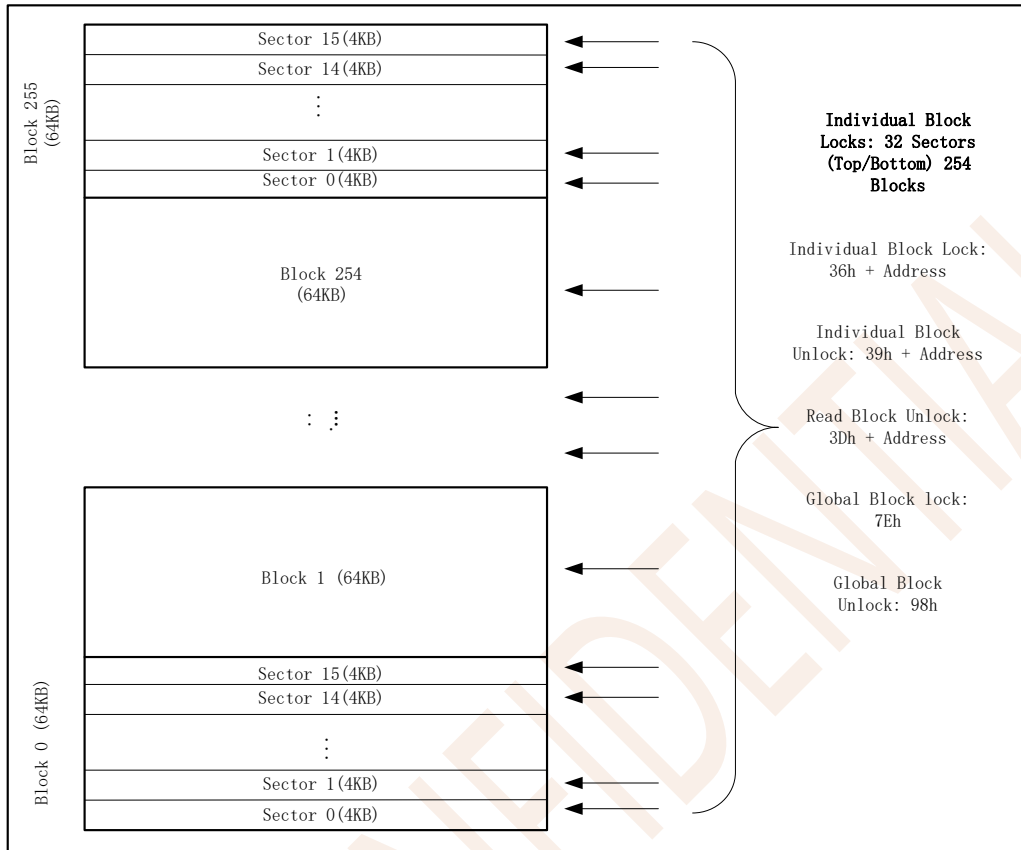 Block 255
(64KB)
Sector 15(4KB)
Sector 14(4KB)
Sector 1(4KB)
Sector 0(4KB)
Block 254
(64KB)
Block 1 (64KB)
Block 0 (64KB)
Sector 15(4KB)
Sector 14(4KB)
Sector 1(4KB)
Sector 0(4KB)
Individual Block
Locks: 32 Sectors
(Top/Bottom) 254
Blocks
Individual Block Lock:
36h + Address
Individual Block
Unlock: 39h + Address
Read Block Unlock:
3Dh + Address
Global Block lock:
7Eh
Global Block
Unlock: 98h
NFIDENTIAL